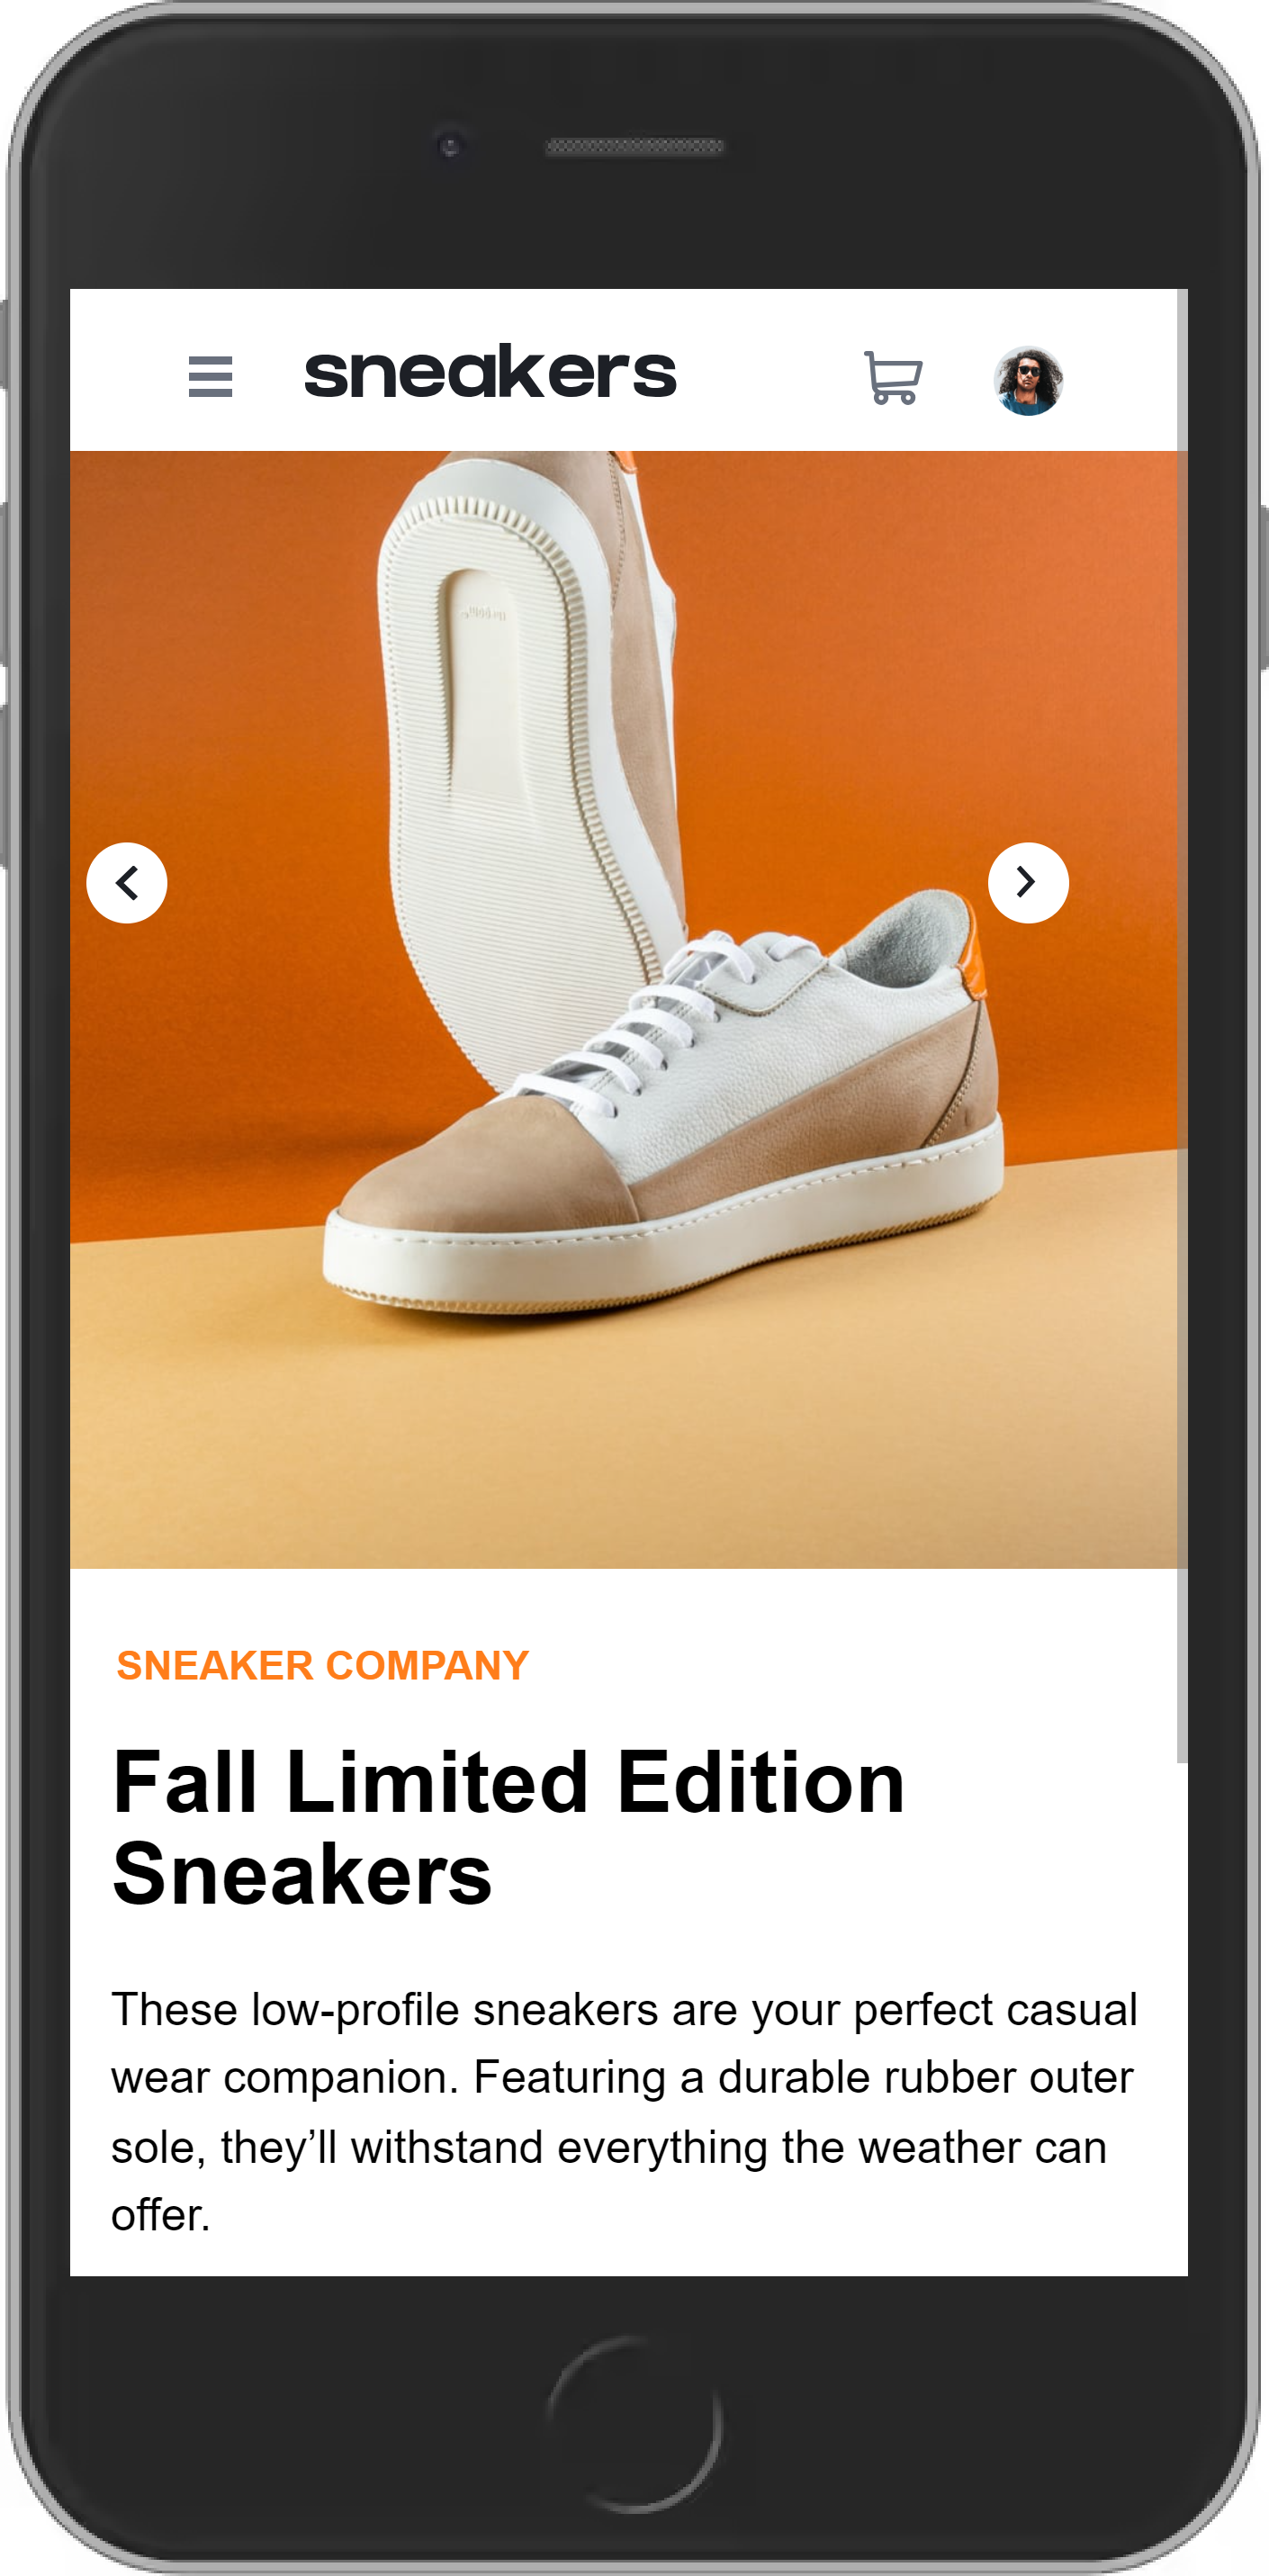 sneakers
SNEAKER COMPANY
Fall Limited Edition
Sneakers
These low-profile sneakers are your perfect casual
wear companion. Featuring a durable rubber outer
sole, they’ll withstand everything the weather can
offer.